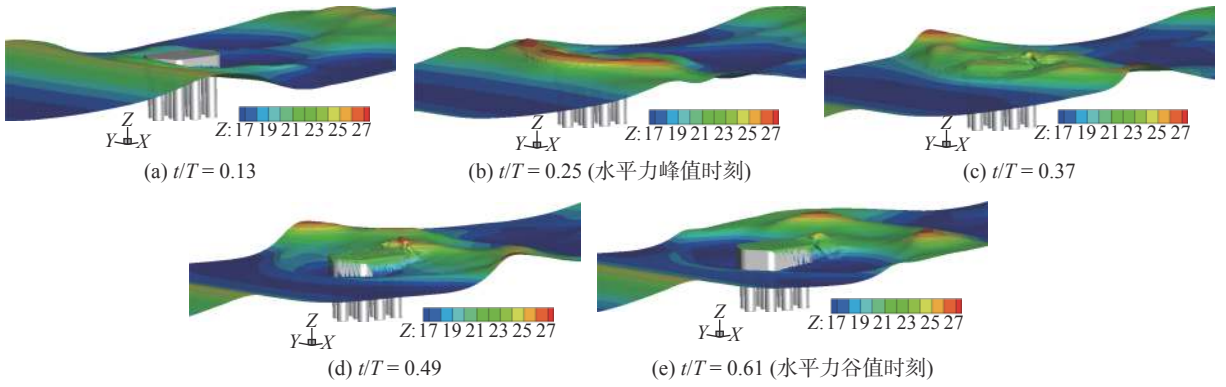 Z
Y X
Z: 17 19 21 23 25 27
(a) t/T = 0.13
Z
Y X
Z: 17 19 21 23 25 27
(b) t/T = 0.25 (水平力峰值时刻)
Z
Y X
Z: 17 19 21 23 25 27
(c) t/T = 0.37
Z
Y X
Z: 17 19 21 23 25 27
(d) t/T = 0.49
Z
Y X
Z: 17 19 21 23 25 27
(e) t/T = 0.61 (水平力谷值时刻)